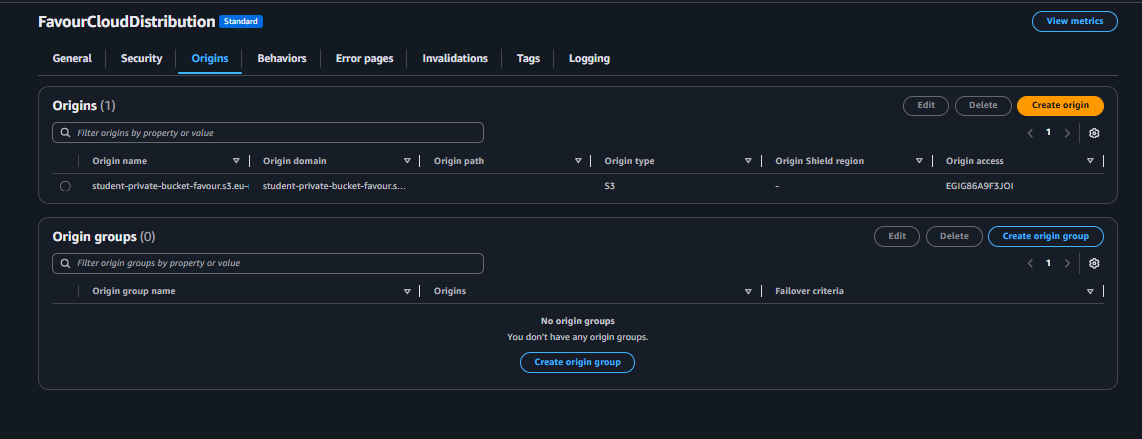 FavourCloudDistribution Standard View metrics
General Security Origins Behaviors Error pages Invalidations Tags Logging
Origins (1) Edit Delete Create origin
Filter origins by property or value 1
Origin name Origin domain Origin path Origin type Origin Shield region Origin access
student-private-bucket-favour.s3.eu- student-private-bucket-favour.s... S3 - EGIG86A9F3JOI
Origin groups (0) Edit Delete Create origin group
Filter origin groups by property or value 1
Origin group name Origins Failover criteria
No origin groups
You don't have any origin groups.
Create origin group